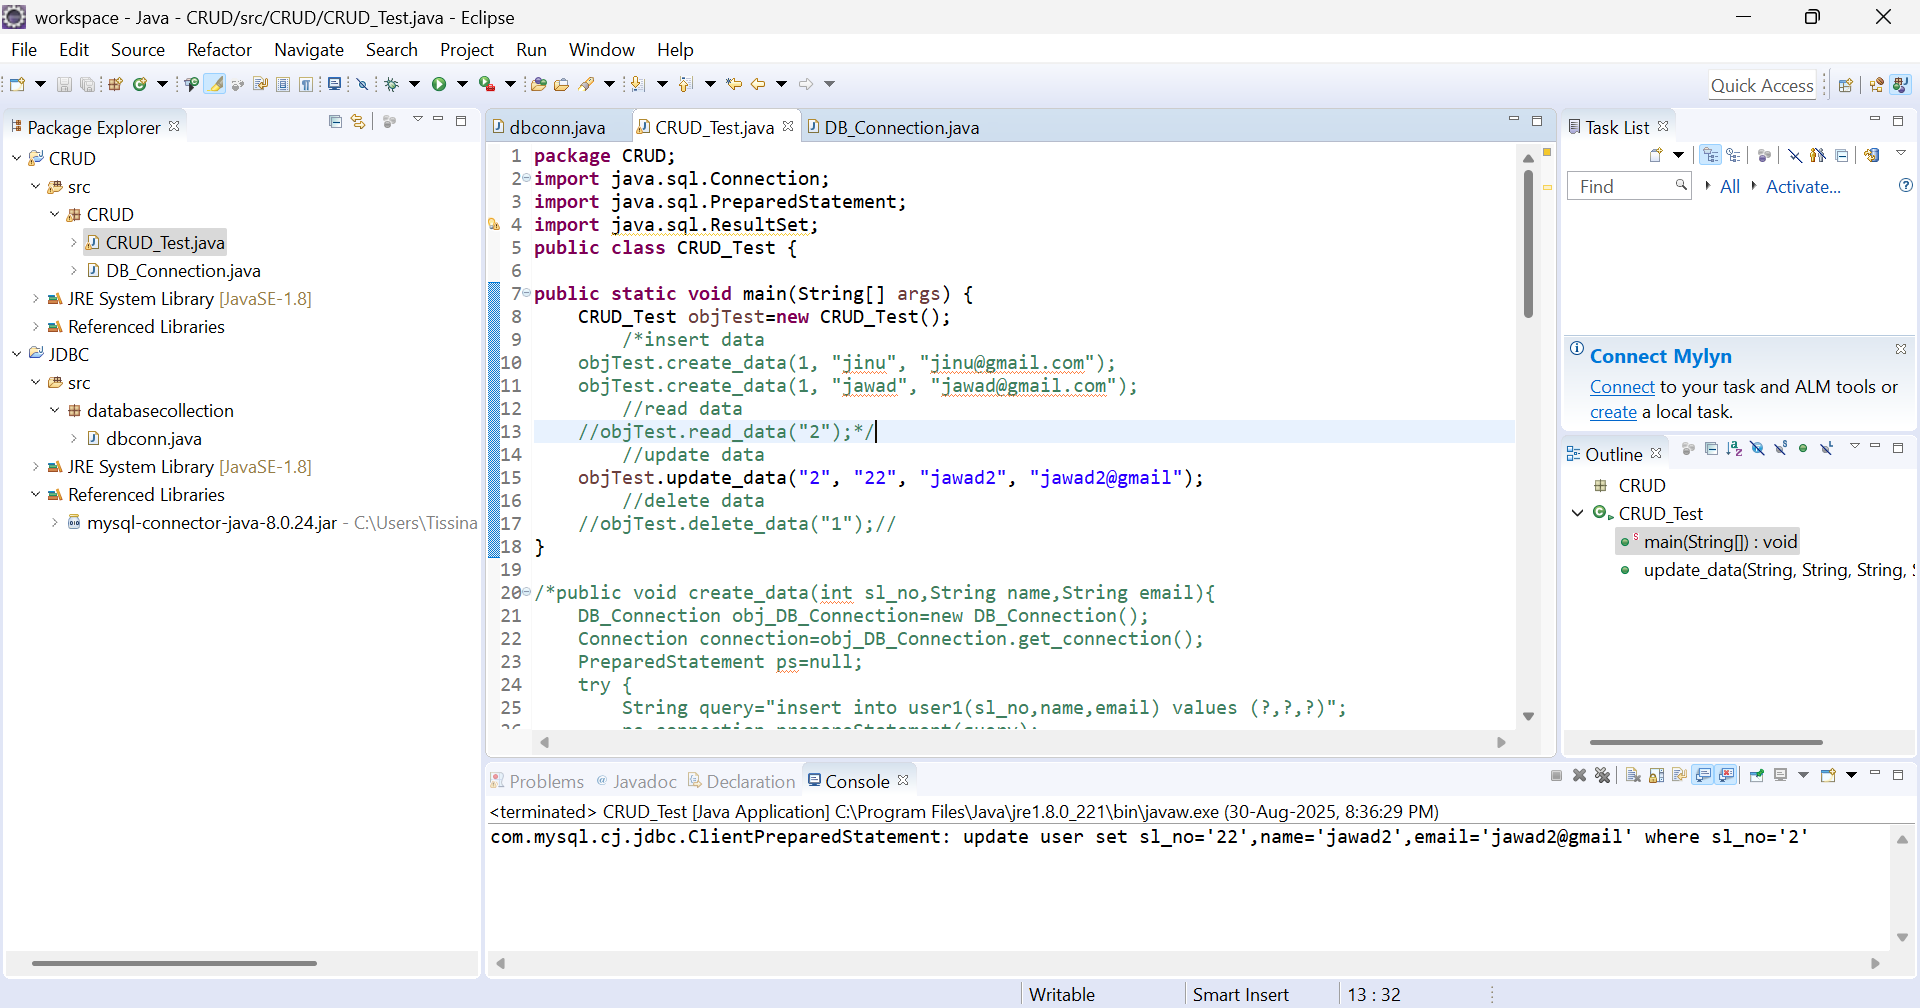 workspace - Java - CRUD/src/CRUD/CRUD_Test.java - Eclipse
File Edit Source Refactor Navigate Search Project Run Window Help
Quick Access
Package Explorer
CRUD
src
CRUD
CRUD_Test.java
DB_Connection.java
JRE System Library [JavaSE-1.8]
Referenced Libraries
JDBC
src
databasecollection
dbconn.java
JRE System Library [JavaSE-1.8]
Referenced Libraries
mysql-connector-java-8.0.24.jar - C:\Users\Tissina
dbconn.java CRUD_Test.java DB_Connection.java
1 package CRUD;
2 import java.sql.Connection;
3 import java.sql.PreparedStatement;
4 import java.sql.ResultSet;
5 public class CRUD_Test {
6
7 public static void main(String[] args) {
8 CRUD_Test objTest=new CRUD_Test();
9 /*insert data
10 objTest.create_data(1, "jinu", "jinu@gmail.com");
11 objTest.create_data(1, "jawad", "jawad@gmail.com");
12 //read data
13 //objTest.read_data("2");*/
14 //update data
15 objTest.update_data("2", "22", "jawad2", "jawad2@gmail");
16 //delete data
17 //objTest.delete_data("1");//
18 }
19
20 /*public void create_data(int sl_no,String name,String email){
21 DB_Connection obj_DB_Connection=new DB_Connection();
22 Connection connection=obj_DB_Connection.get_connection();
23 PreparedStatement ps=null;
24 try {
25 String query="insert into user1(sl_no,name,email) values (?,?,?)";
Task List
Find All Activate...
Connect Mylyn
Connect to your task and ALM tools or
create a local task.
Outline
CRUD
CRUD_Test
main(String[]) : void
update_data(String, String, String,
Problems Javadoc Declaration Console
<terminated> CRUD_Test [Java Application] C:\Program Files\Java\jre1.8.0_221\bin\javaw.exe (30-Aug-2025, 8:36:29 PM)
com.mysql.cj.jdbc.ClientPreparedStatement: update user set sl_no='22',name='jawad2',email='jawad2@gmail' where sl_no='2'
Writable Smart Insert 13 : 32